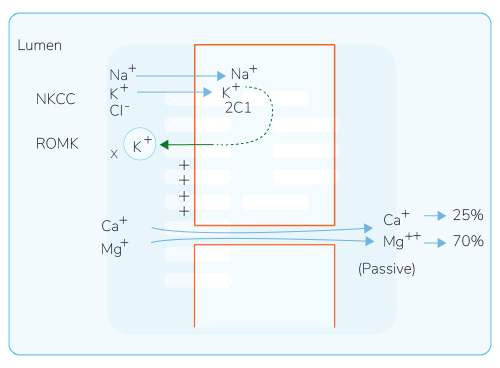 Lumen
Na⁺ Na⁺
NKCC K⁺ K⁺
Cl⁻ 2C1
ROMK x K⁺
+
+
+
+
Ca⁺ Ca⁺ 25%
Mg⁺ Mg⁺⁺ 70%
(Passive)